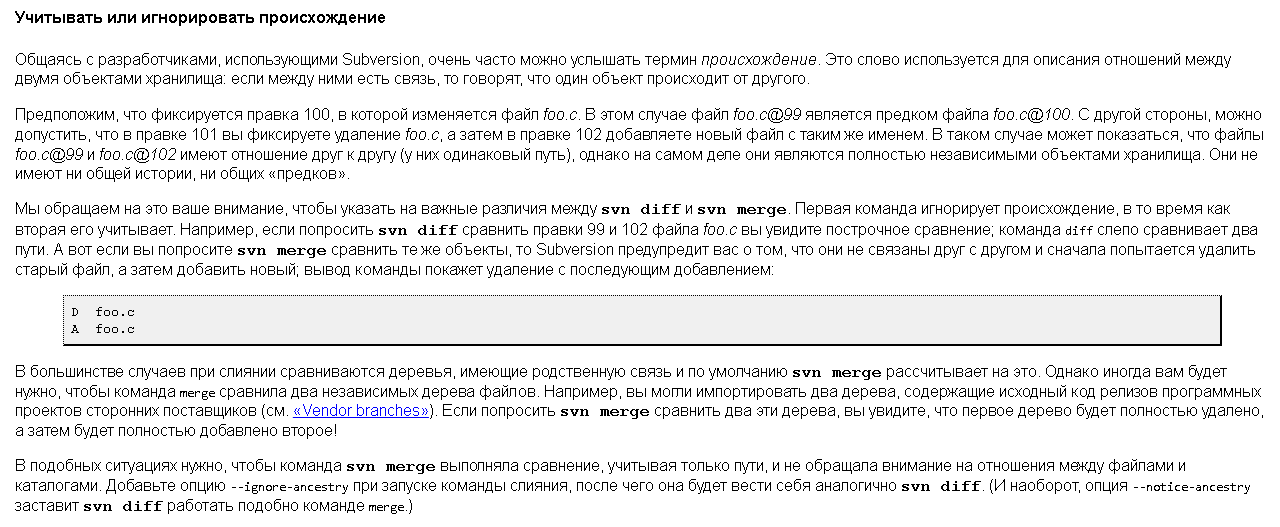 Учитывать или игнорировать происхождение
Общаясь с разработчиками, использующими Subversion, очень часто можно услышать термин происхождение. Это слово используется для описания отношений между
двумя объектами хранилища: если между ними есть связь, то говорят, что один объект происходит от другого.
Предположим, что фиксируется правка 100, в которой изменяется файл foo.c. В этом случае файл foo.c@99 является предком файла foo.c@100. С другой стороны, можно
допустить, что в правке 101 вы фиксируете удаление foo.c, а затем в правке 102 добавляете новый файл с таким же именем. В таком случае может показаться, что файлы
foo.c@99 и foo.c@102 имеют отношение друг к другу (у них одинаковый путь), однако на самом деле они являются полностью независимыми объектами хранилища. Они не
имеют ни общей истории, ни общих «предков».
Мы обращаем на это ваше внимание, чтобы указать на важные различия между svn diff и svn merge. Первая команда игнорирует происхождение, в то время как
вторая его учитывает. Например, если попросить svn diff сравнить правки 99 и 102 файла foo.c вы увидите построчное сравнение; команда diff слепо сравнивает два
пути. А вот если вы попросите svn merge сравнить те же объекты, то Subversion предупредит вас о том, что они не связаны друг с другом и сначала попытается удалить
старый файл, а затем добавить новый; вывод команды покажет удаление с последующим добавлением:
D foo.c
A foo.c
В большинстве случаев при слиянии сравниваются деревья, имеющие родственную связь и по умолчанию svn merge рассчитывает на это. Однако иногда вам будет
нужно, чтобы команда merge сравнила два независимых дерева файлов. Например, вы могли импортировать два дерева, содержащие исходный код релизов программных
проектов сторонних поставщиков (см. «Vendor branches»). Если попросить svn merge сравнить два эти дерева, вы увидите, что первое дерево будет полностью удалено,
а затем будет полностью добавлено второе!
В подобных ситуациях нужно, чтобы команда svn merge выполняла сравнение, учитывая только пути, и не обращала внимание на отношения между файлами и
каталогами. Добавьте опцию --ignore-ancestry при запуске команды слияния, после чего она будет вести себя аналогично svn diff. (И наоборот, опция --notice-ancestry
заставит svn diff работать подобно команде merge.)